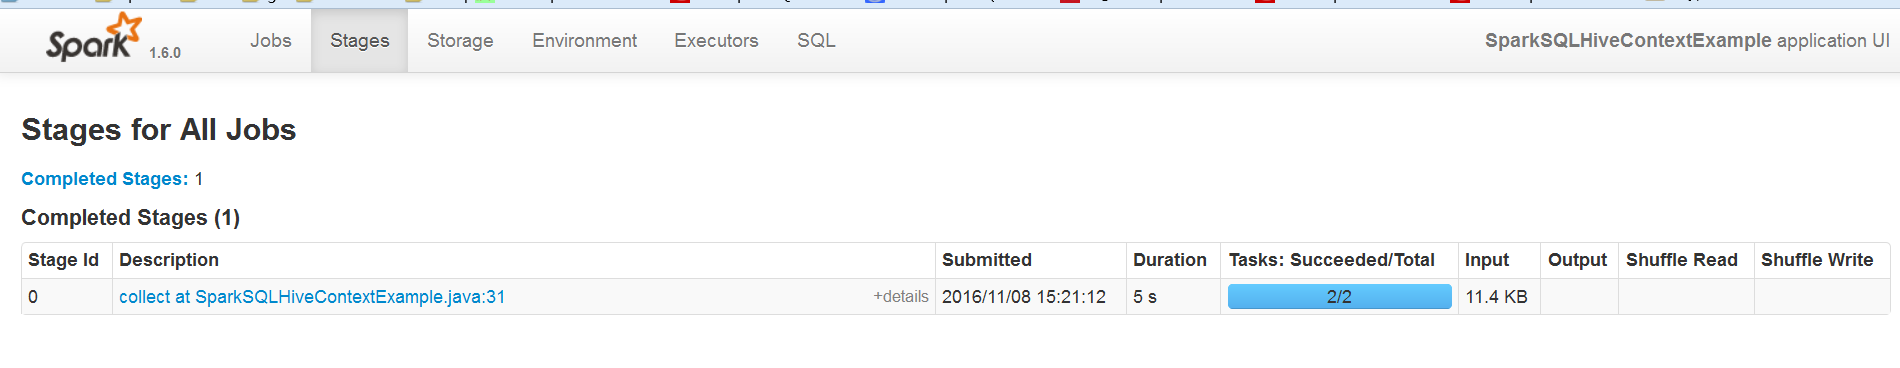 Spark 1.6.0 Jobs Stages Storage Environment Executors SQL SparkSQLHiveContextExample application UI
Stages for All Jobs
Completed Stages: 1
Completed Stages (1)
Stage Id Description Submitted Duration Tasks: Succeeded/Total Input Output Shuffle Read Shuffle Write
0 collect at SparkSQLHiveContextExample.java:31 +details 2016/11/08 15:21:12 5 s 2/2 11.4 KB